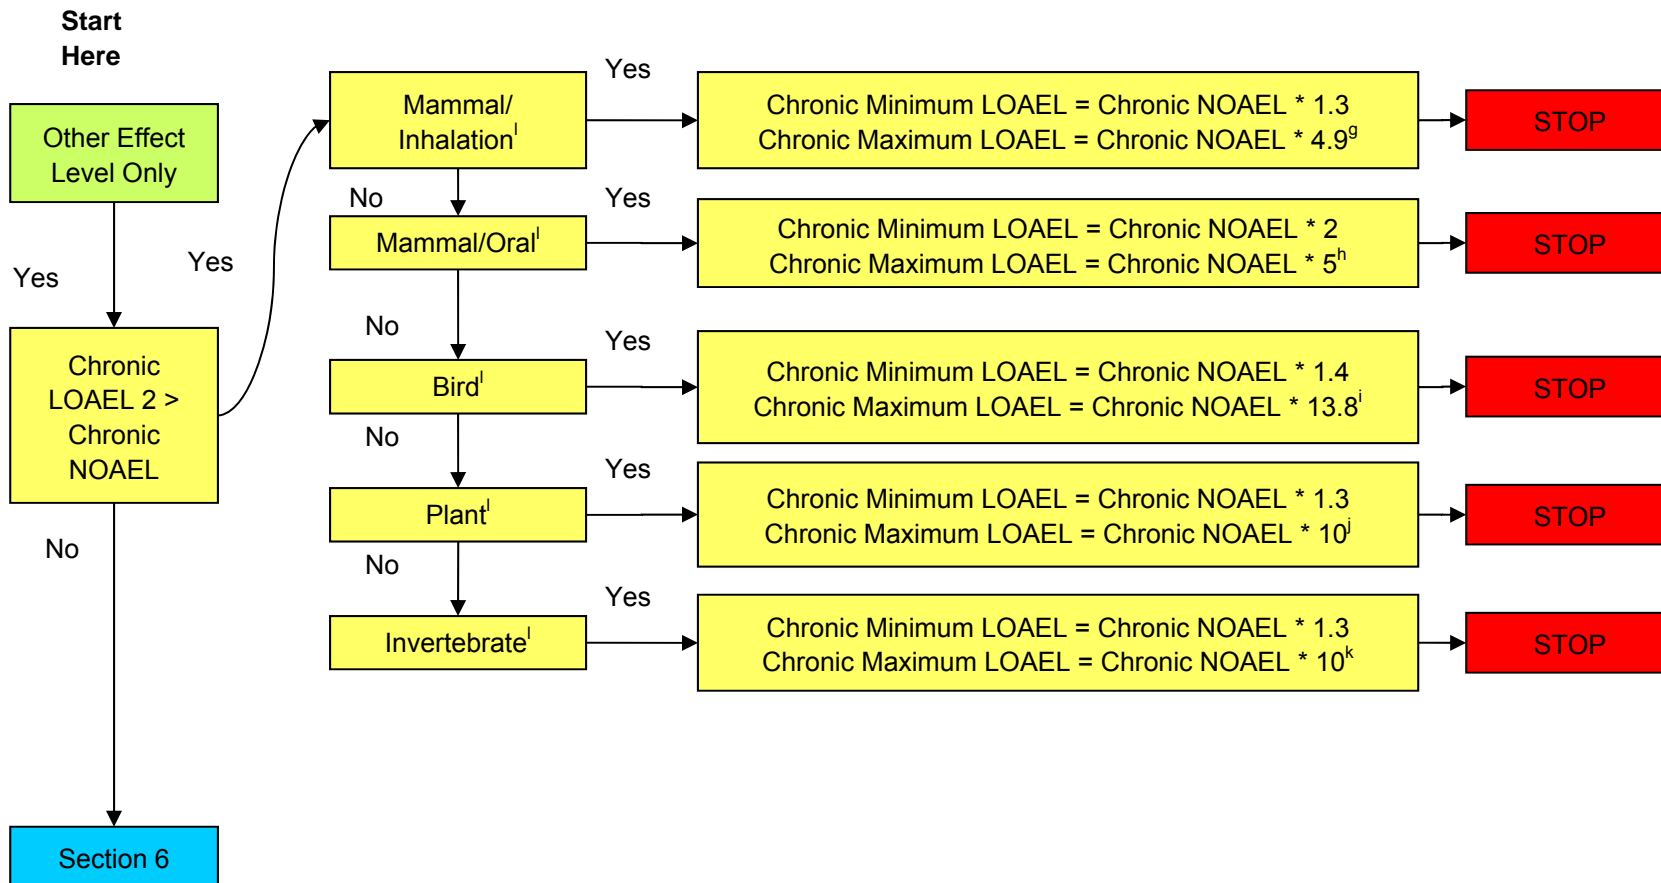 Start
Here
Other Effect
Level Only
Yes
Chronic
LOAEL 2 >
Chronic
NOAEL
Yes
No
Section 6
Mammal/
Inhalationˡ
Yes
Chronic Minimum LOAEL = Chronic NOAEL * 1.3
Chronic Maximum LOAEL = Chronic NOAEL * 4.9ᵍ
STOP
No
Mammal/Oralˡ
Yes
Chronic Minimum LOAEL = Chronic NOAEL * 2
Chronic Maximum LOAEL = Chronic NOAEL * 5ʰ
STOP
No
Birdˡ
Yes
Chronic Minimum LOAEL = Chronic NOAEL * 1.4
Chronic Maximum LOAEL = Chronic NOAEL * 13.8ⁱ
STOP
No
Plantˡ
Yes
Chronic Minimum LOAEL = Chronic NOAEL * 1.3
Chronic Maximum LOAEL = Chronic NOAEL * 10ʲ
STOP
No
Invertebrateˡ
Yes
Chronic Minimum LOAEL = Chronic NOAEL * 1.3
Chronic Maximum LOAEL = Chronic NOAEL * 10ᵏ
STOP